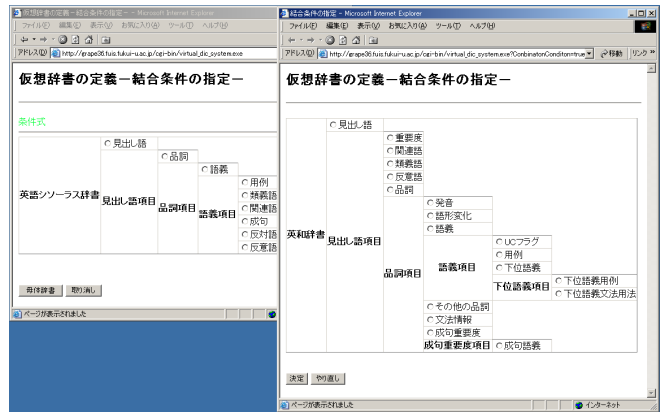 仮想辞書の定義－結合条件の指定－ - Microsoft Internet Explorer
ファイル(F) 編集(E) 表示(V) お気に入り(A) ツール(T) ヘルプ(H)
アドレス(D) http://grape36.fuis.fukui-u.ac.jp/cgi-bin/virtual_dic_system.exe
仮想辞書の定義－結合条件の指定－
条件式
英語シソーラス辞書
見出し語
見出し語項目
品詞
品詞項目
語義
語義項目
用例
類義語
関連語
成句
反対語
反意語
母体辞書 取り消し
ページが表示されました
結合条件の指定 - Microsoft Internet Explorer
ファイル(F) 編集(E) 表示(V) お気に入り(A) ツール(T) ヘルプ(H)
アドレス(D) http://grape36.fuis.fukui-u.ac.jp/cgi-bin/virtual_dic_system.exe?ConbinatonConditon=true 移動 リンク »
仮想辞書の定義－結合条件の指定－
英和辞書
見出し語
見出し語項目
重要度
関連語
類義語
反意語
品詞
品詞項目
発音
語形変化
語義
語義項目
UCフラグ
用例
下位語義
下位語義項目
下位語義用例
下位語義文法用法
その他の品詞
文法情報
成句重要度
成句重要度項目
成句語義
決定 やり直し
ページが表示されました インターネット